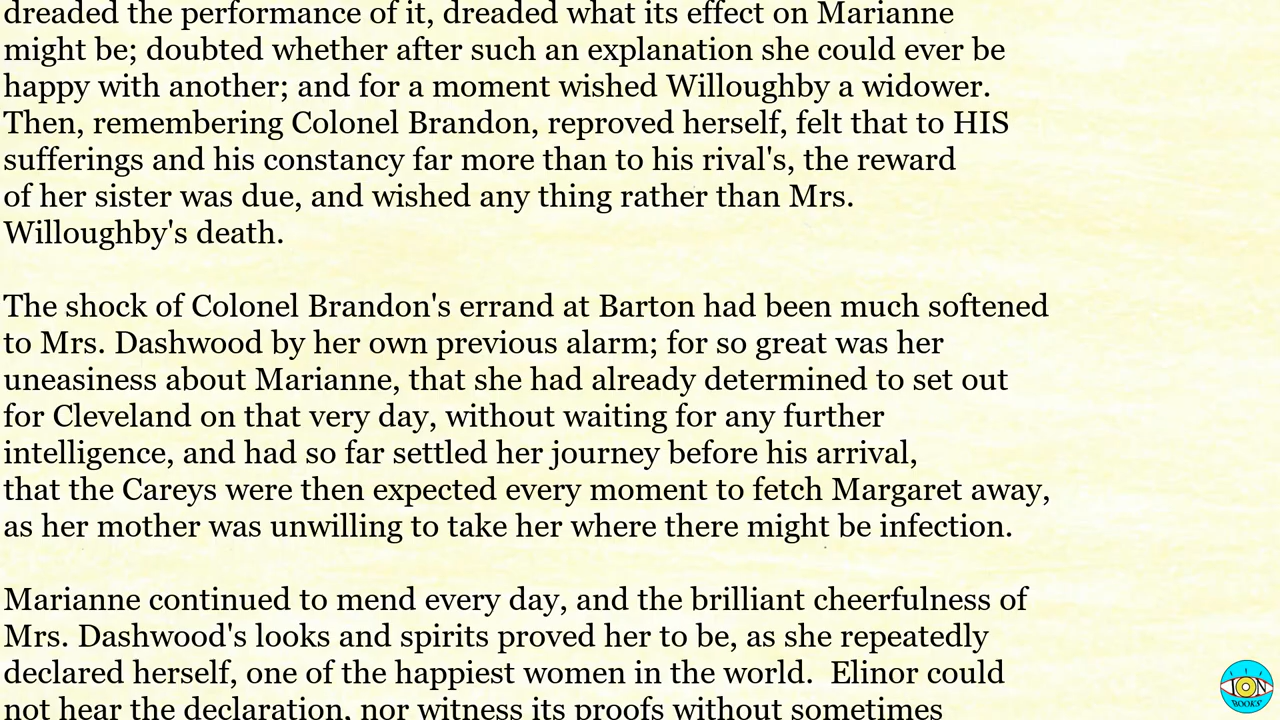 dreaded the performance of it, dreaded what its effect on Marianne
might be; doubted whether after such an explanation she could ever be
happy with another; and for a moment wished Willoughby a widower.
Then, remembering Colonel Brandon, reproved herself, felt that to HIS
sufferings and his constancy far more than to his rival's, the reward
of her sister was due, and wished any thing rather than Mrs.
Willoughby's death.

The shock of Colonel Brandon's errand at Barton had been much softened
to Mrs. Dashwood by her own previous alarm; for so great was her
uneasiness about Marianne, that she had already determined to set out
for Cleveland on that very day, without waiting for any further
intelligence, and had so far settled her journey before his arrival,
that the Careys were then expected every moment to fetch Margaret away,
as her mother was unwilling to take her where there might be infection.

Marianne continued to mend every day, and the brilliant cheerfulness of
Mrs. Dashwood's looks and spirits proved her to be, as she repeatedly
declared herself, one of the happiest women in the world.  Elinor could
not hear the declaration, nor witness its proofs without sometimes
ION
BOOKS